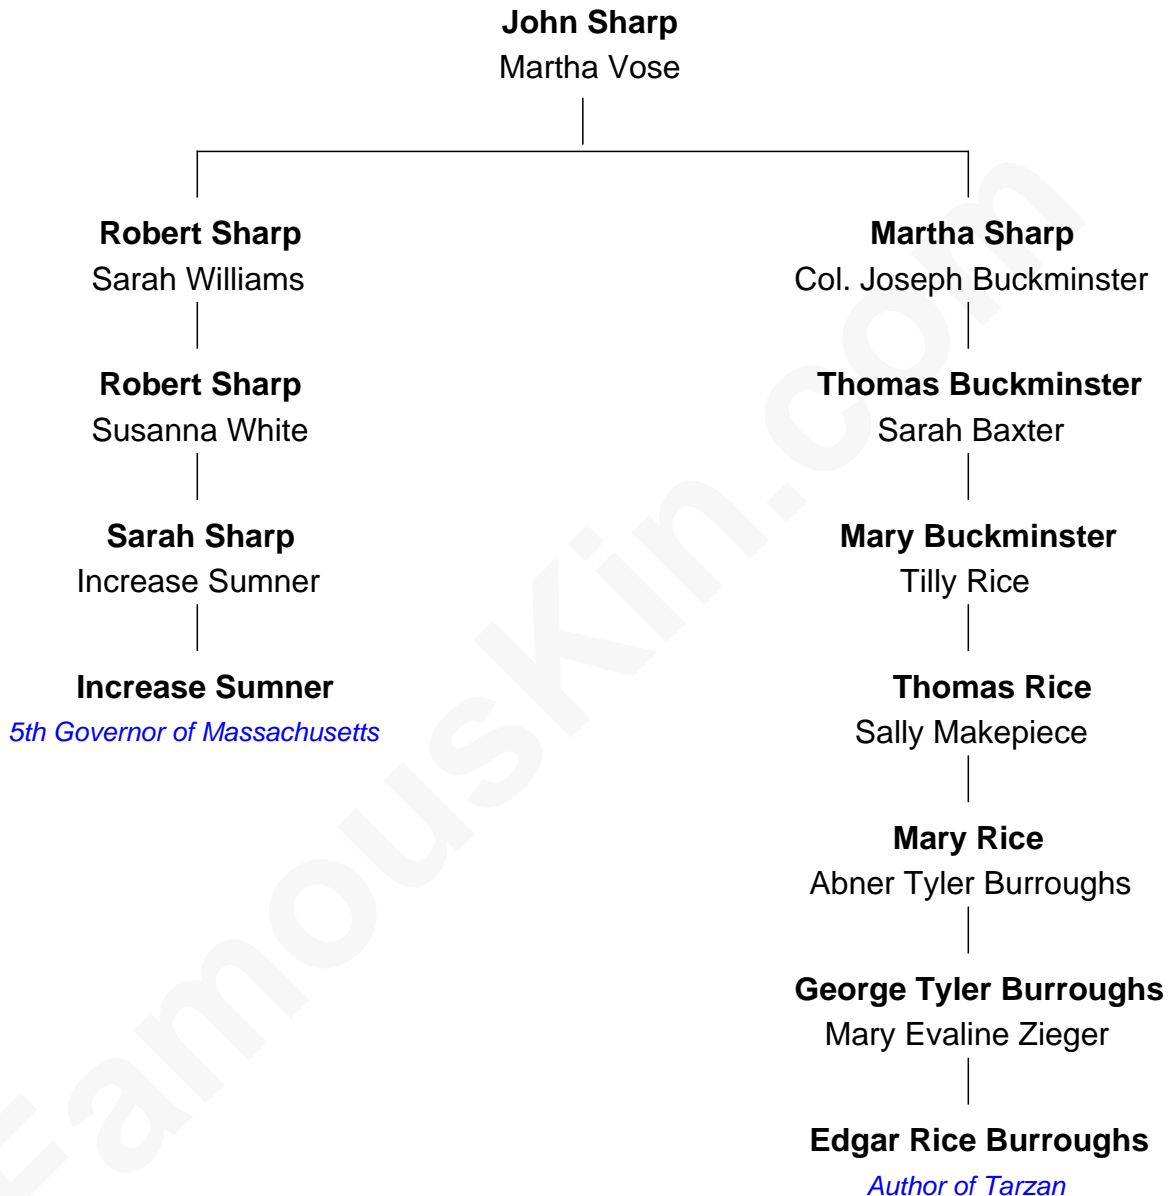 John Sharp
Martha Vose
Robert Sharp
Sarah Williams
Martha Sharp
Col. Joseph Buckminster
Robert Sharp
Susanna White
Thomas Buckminster
Sarah Baxter
Sarah Sharp
Increase Sumner
Mary Buckminster
Tilly Rice
Increase Sumner
5th Governor of Massachusetts
Thomas Rice
Sally Makepiece
Mary Rice
Abner Tyler Burroughs
George Tyler Burroughs
Mary Evaline Zieger
Edgar Rice Burroughs
Author of Tarzan
FamousKin.com